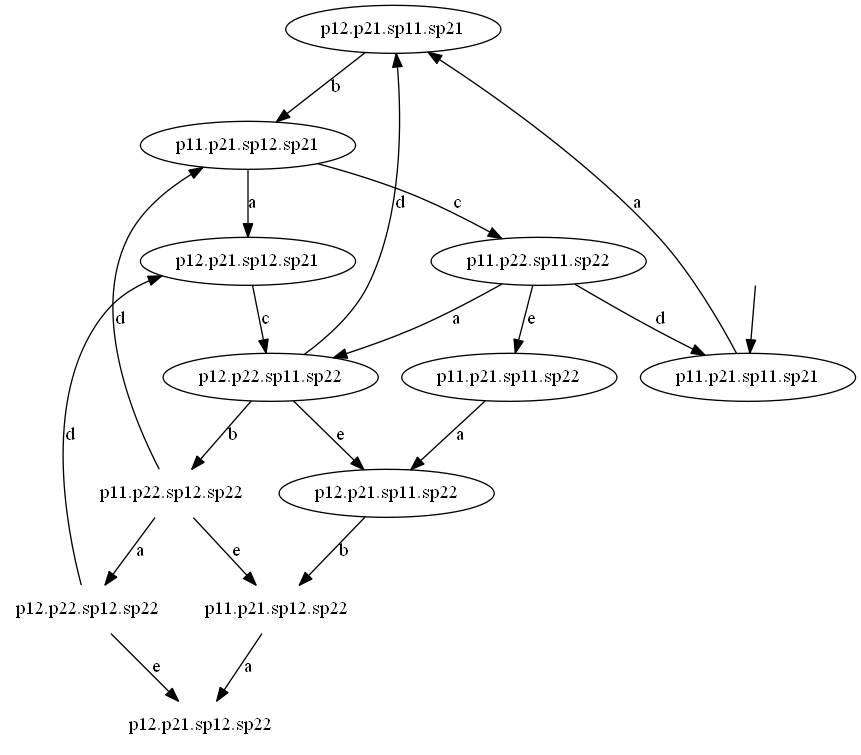 p12.p21.sp11.sp21
b
p11.p21.sp12.sp21
a
c
d
a
p12.p21.sp12.sp21
p11.p22.sp11.sp22
d
c
a
e
d
p12.p22.sp11.sp22
p11.p21.sp11.sp22
p11.p21.sp11.sp21
d
b
e
a
p11.p22.sp12.sp22
p12.p21.sp11.sp22
a
e
b
p12.p22.sp12.sp22
p11.p21.sp12.sp22
e
a
p12.p21.sp12.sp22